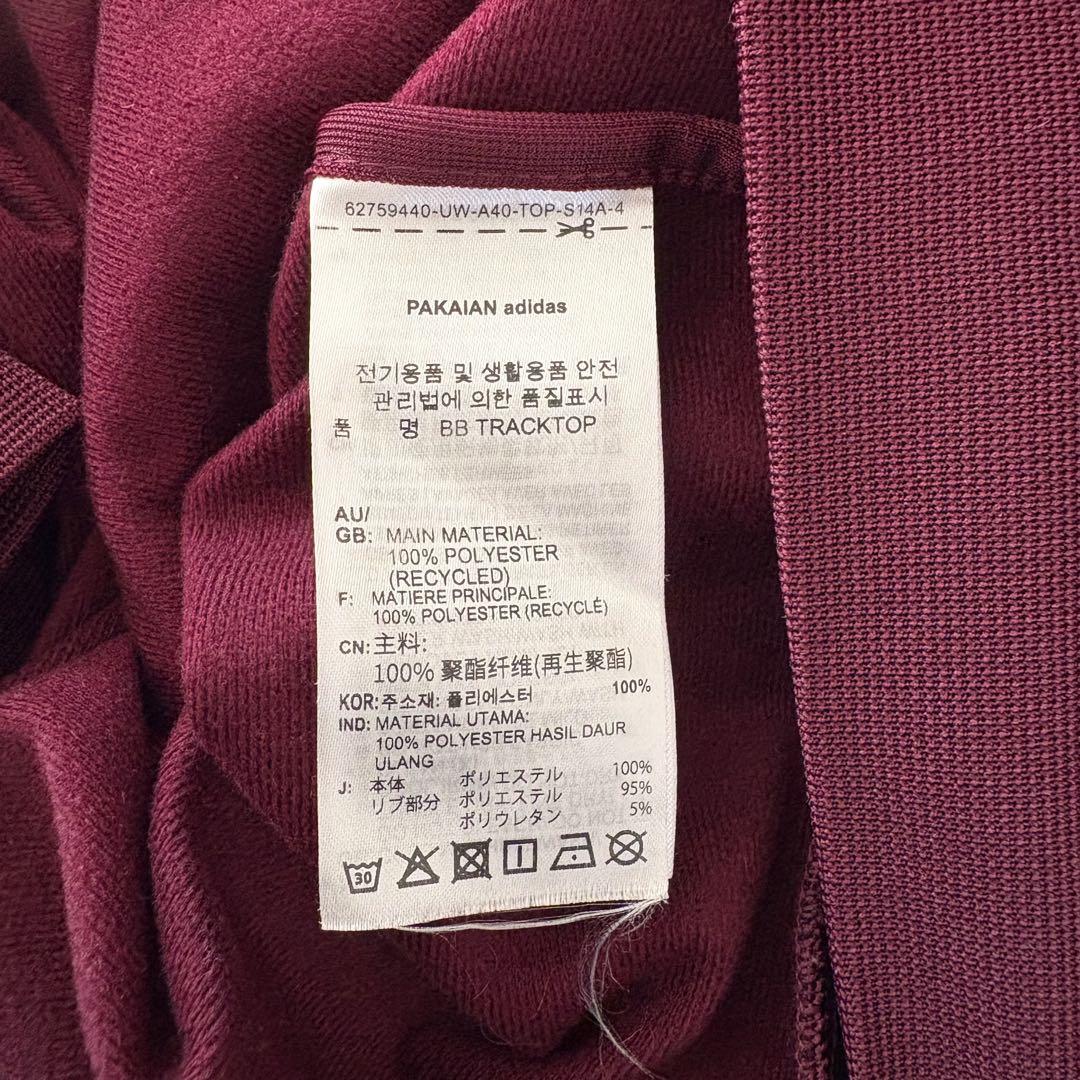 62759440-UW-A40-TOP-S14A-4
PAKAIAN adidas
전기용품 및 생활용품 안전
관리법에 의한 품질표시
품 명 BB TRACKTOP
AU/
GB: MAIN MATERIAL:
100% POLYESTER
(RECYCLED)
F: MATIERE PRINCIPALE:
100% POLYESTER (RECYCLÉ)
CN: 主料:
100% 聚酯纤维(再生聚酯)
KOR: 주소재: 폴리에스터 100%
IND: MATERIAL UTAMA:
100% POLYESTER HASIL DAUR
ULANG
J: 本体 ポリエステル 100%
リブ部分 ポリエステル 95%
ポリウレタン 5%
30